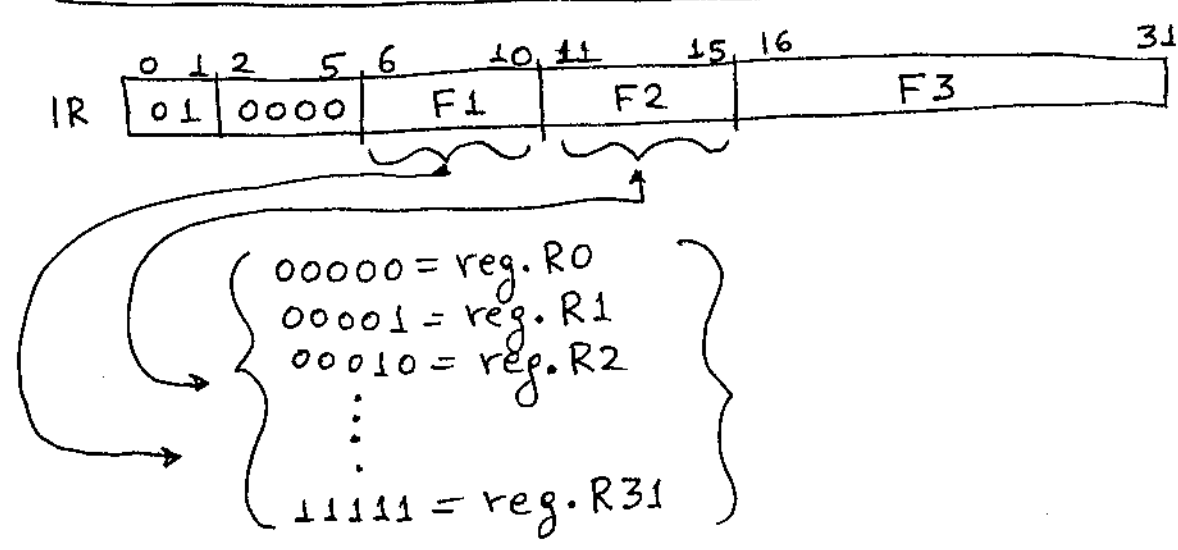 0 1 2 5 6 10 11 15 16 31
IR 01 0000 F1 F2 F3
00000 = reg. R0
00001 = reg. R1
00010 = reg. R2
11111 = reg. R31